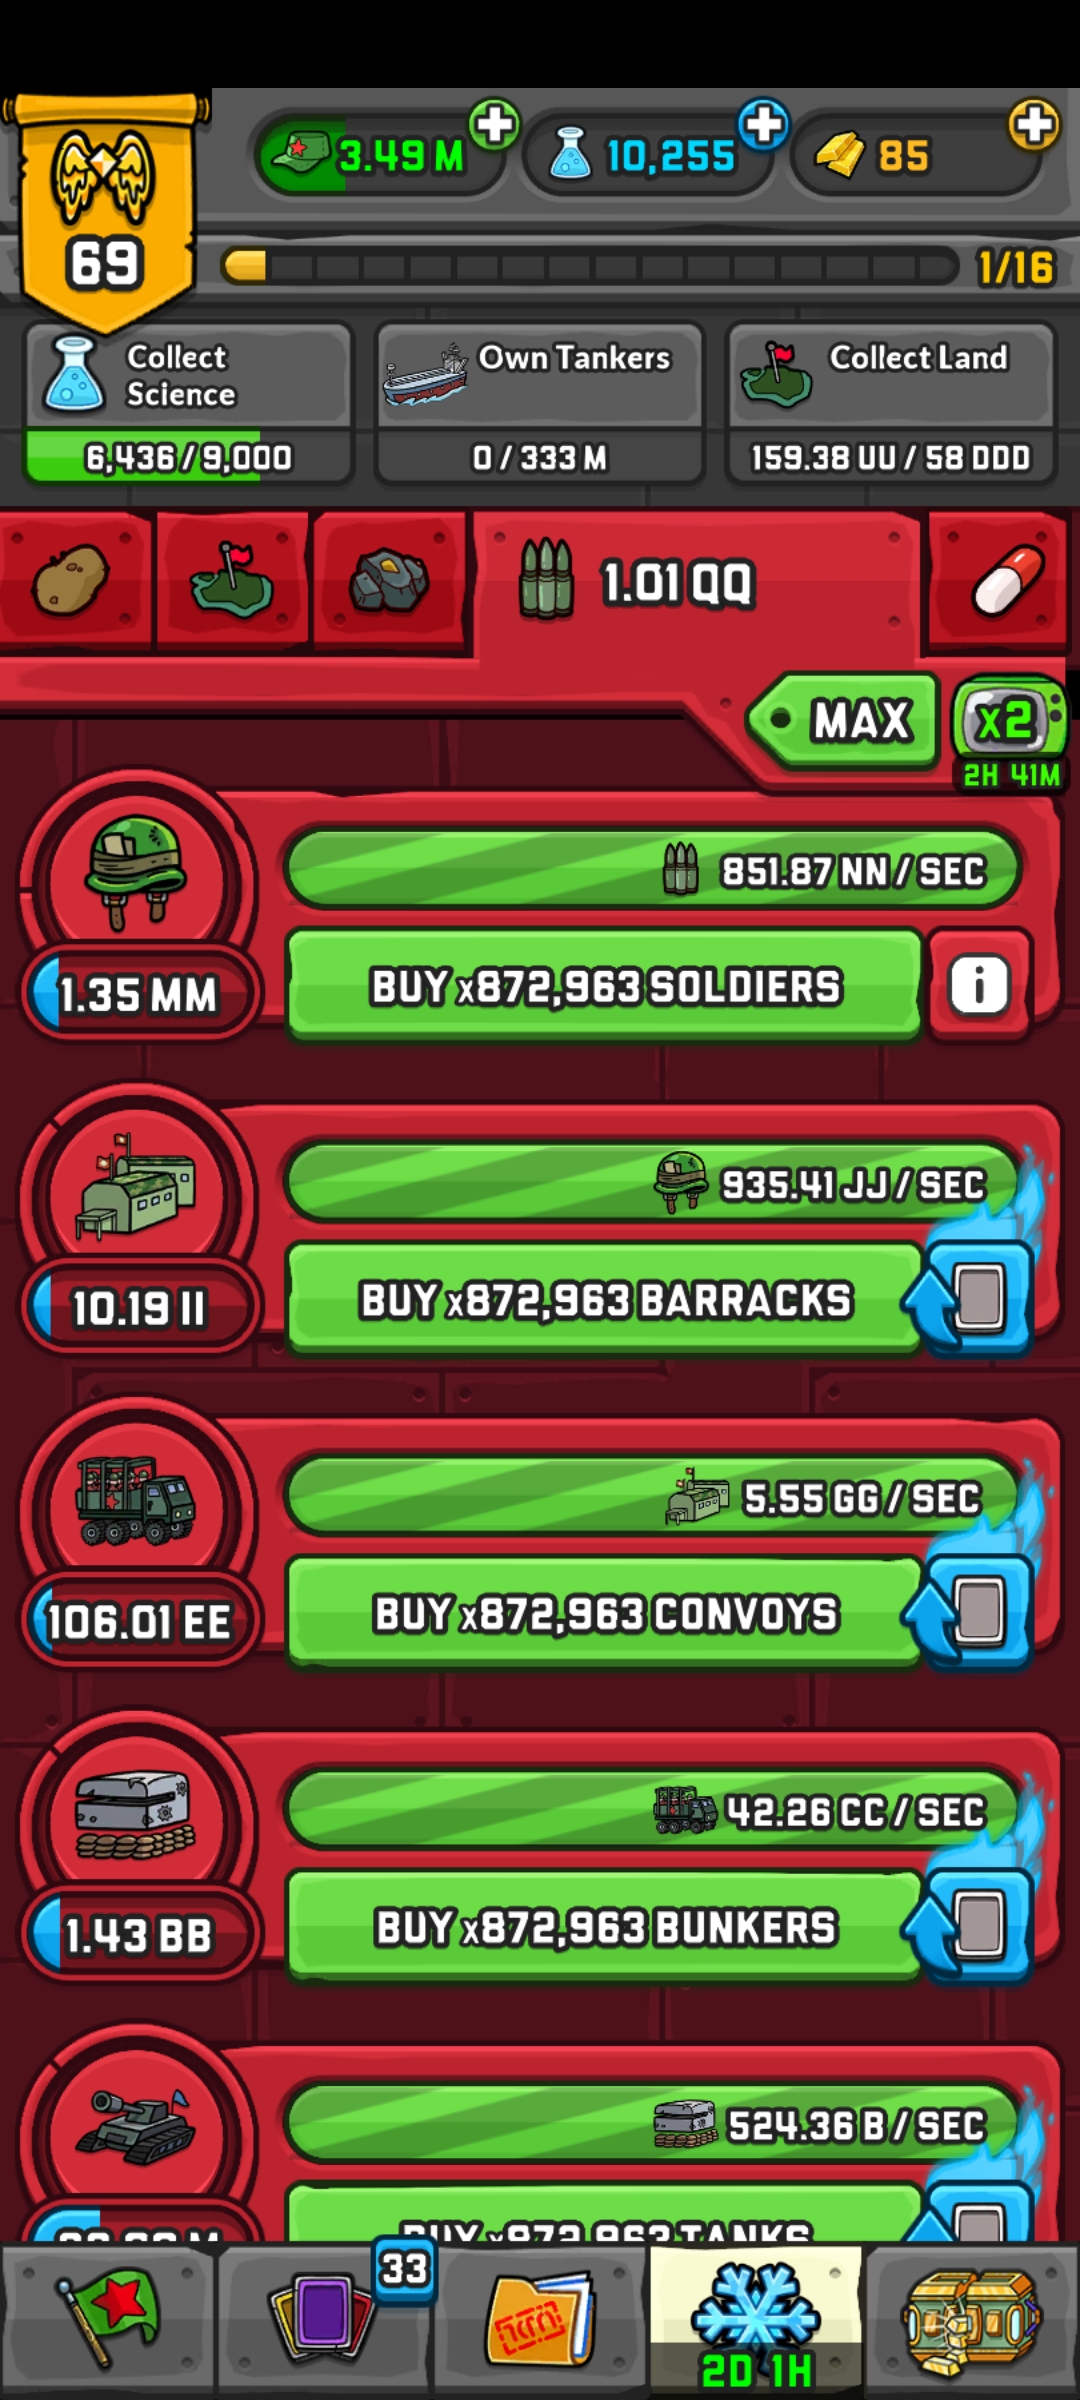 3.49 M
10,255
85
69
1/16
Collect
Science
6,436/9,000
Own Tankers
0/333 M
Collect Land
159.38 UU/58 DDD
1.01 QQ
MAX
x2
2H 41M
851.87 NN/SEC
1.35 MM
BUY x872,963 SOLDIERS
i
935.41 JJ/SEC
10.19 II
BUY x872,963 BARRACKS
5.55 GG/SEC
106.01 EE
BUY x872,963 CONVOYS
42.26 CC/SEC
1.43 BB
BUY x872,963 BUNKERS
524.36 B/SEC
BUY x872,963 TANKS
33
2D 1H